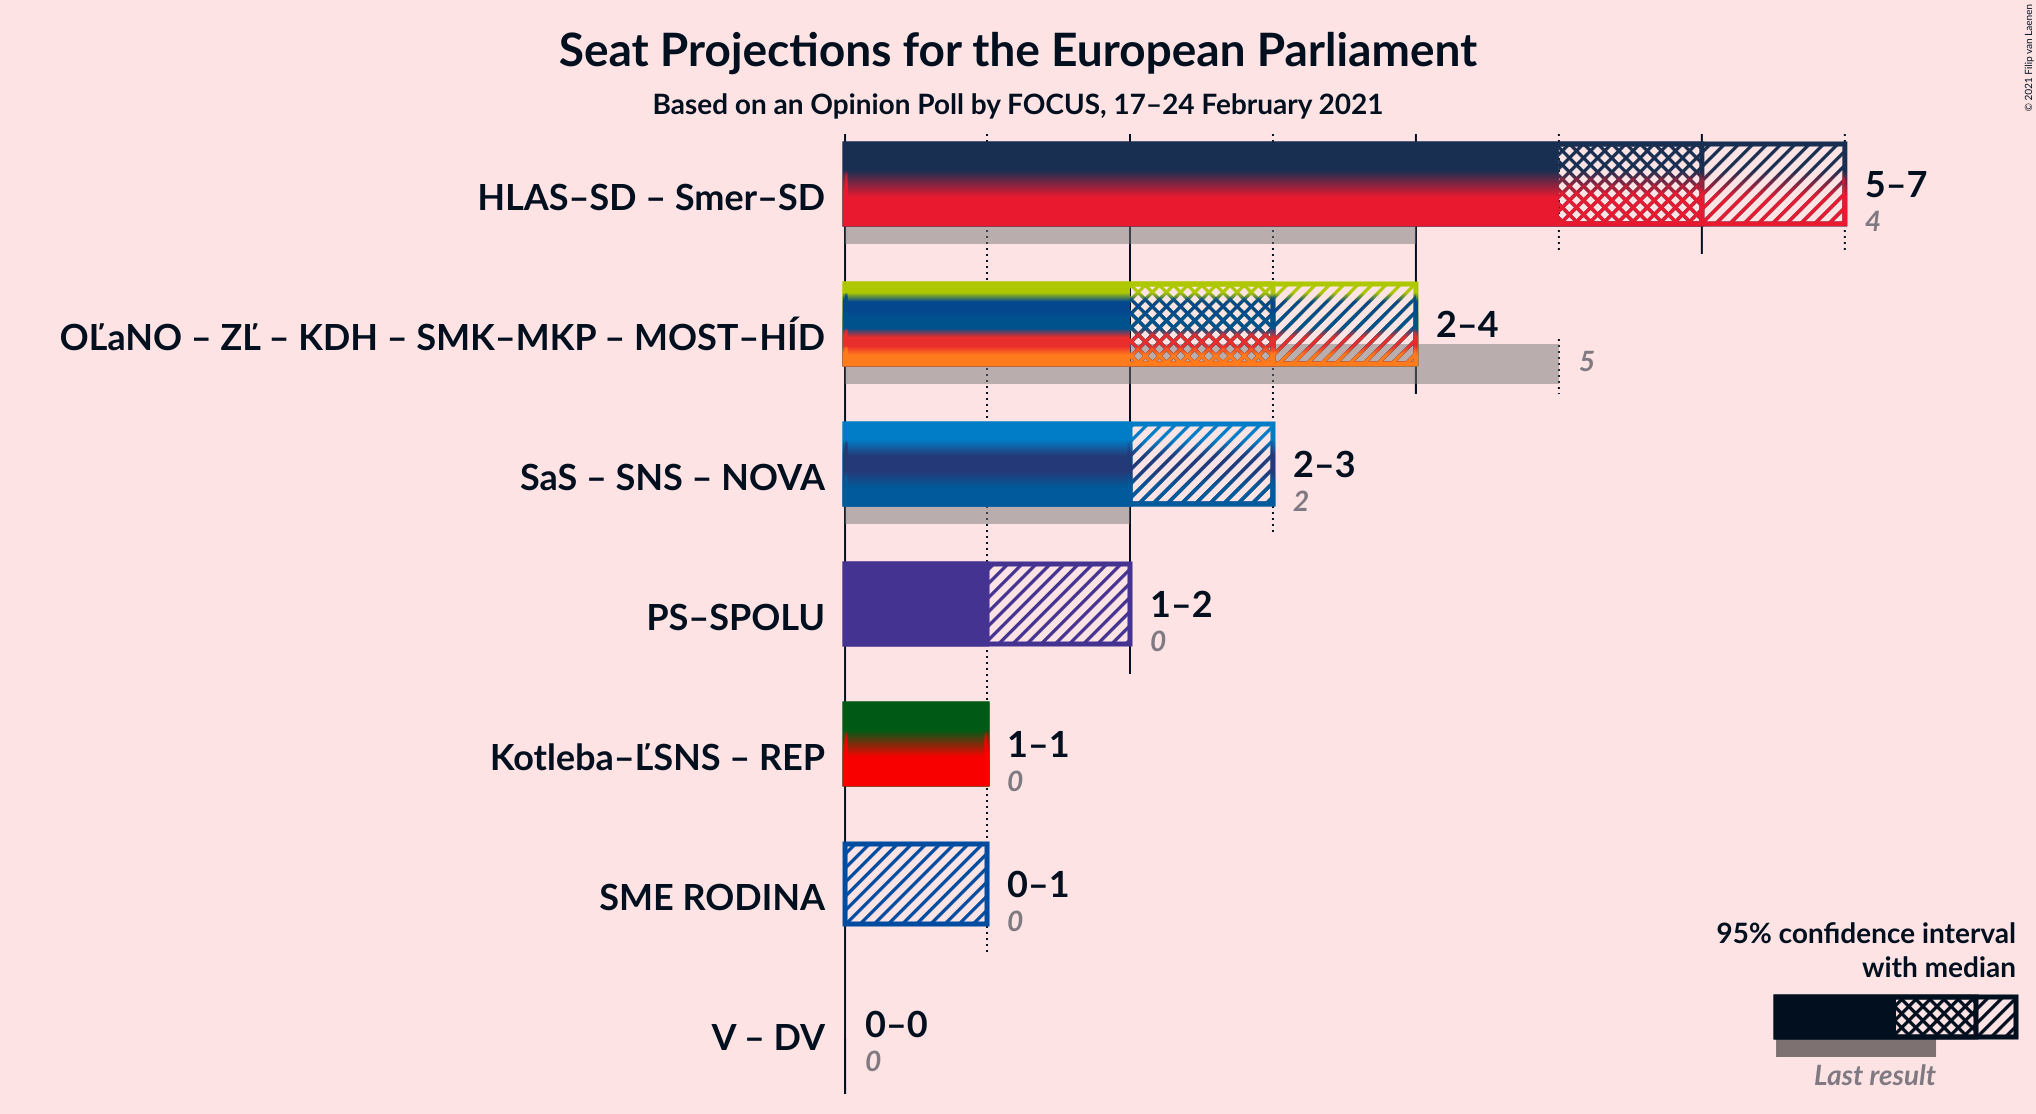 Seat Projections for the European Parliament
Based on an Opinion Poll by FOCUS, 17–24 February 2021
© 2021 Filip van Laenen
HLAS–SD – Smer–SD
5–7
4
OĽaNO – ZĽ – KDH – SMK–MKP – MOST–HÍD
2–4
5
SaS – SNS – NOVA
2–3
2
PS–SPOLU
1–2
0
Kotleba–ĽSNS – REP
1–1
0
SME RODINA
0–1
0
V – DV
0–0
0
95% confidence interval
with median
Last result